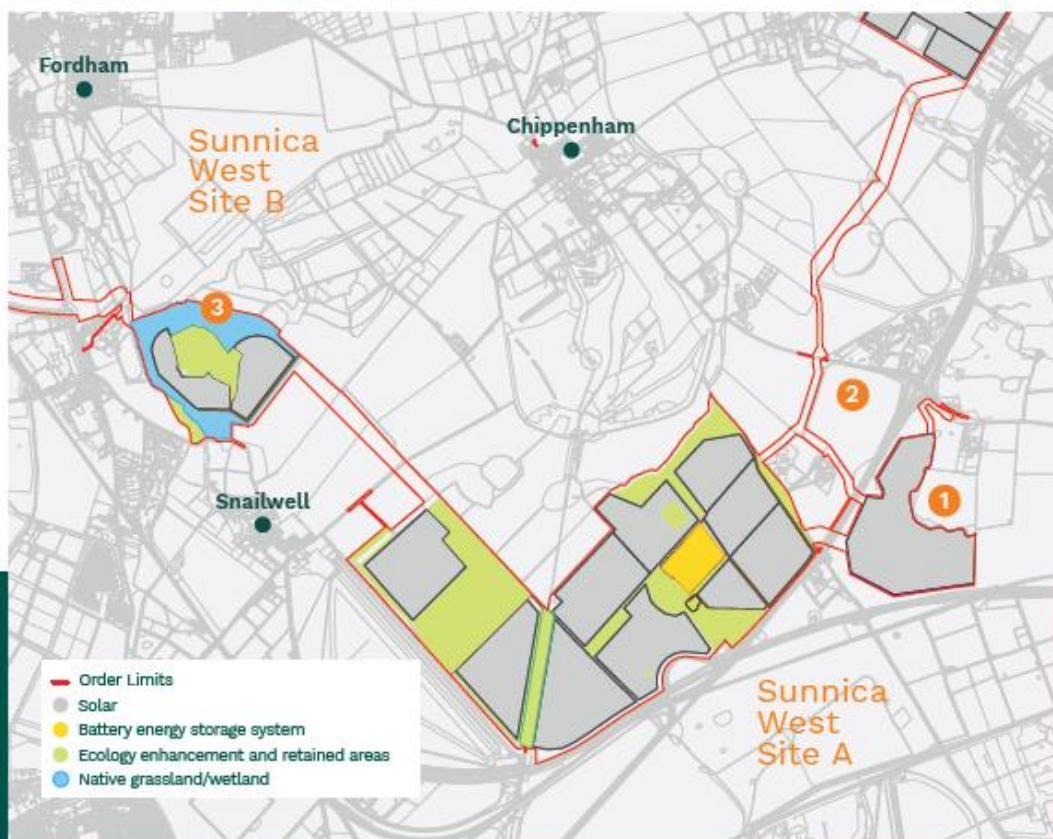 Fordham
Chippenham
Sunnica
West
Site B
3
2
Snailwell
1
Order Limits
Solar
Battery energy storage system
Ecology enhancement and retained areas
Native grassland/wetland
Sunnica
West
Site A